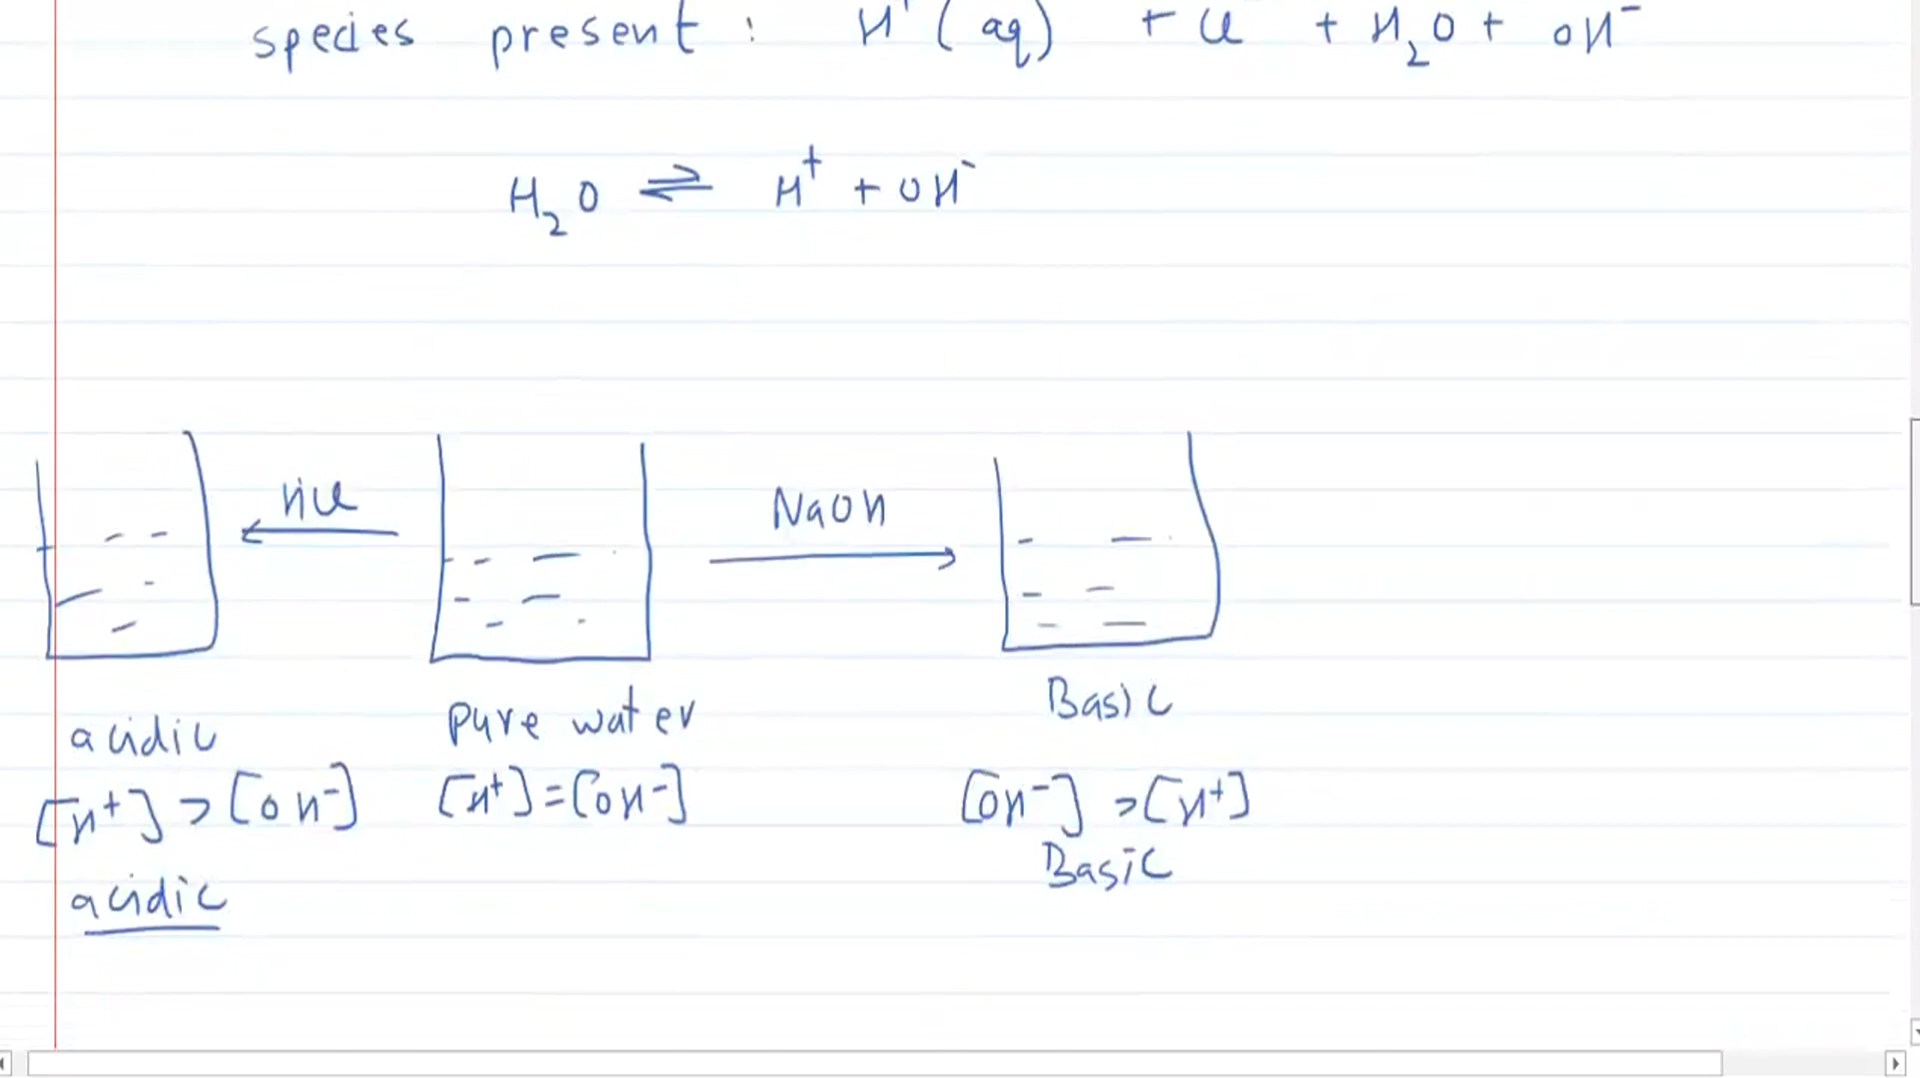 species present : H⁺ (aq) + Cl + H₂O + OH⁻
H₂O ⇌ H⁺ + OH⁻
HCl
NaOH
acidic
pure water
Basic
[H⁺] > [OH⁻]
[H⁺] = [OH⁻]
[OH⁻] > [H⁺]
acidic
Basic